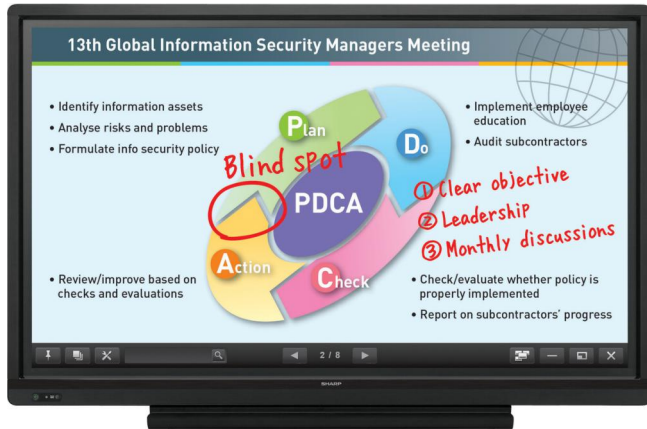 13th Global Information Security Managers Meeting
• Identify information assets
• Analyse risks and problems
• Formulate info security policy
Plan
Do
• Implement employee
education
• Audit subcontractors
Blind spot
PDCA
① Clear objective
② Leadership
③ Monthly discussions
Action
Check
• Review/improve based on
checks and evaluations
• Check/evaluate whether policy is
properly implemented
• Report on subcontractors' progress
2 / 8
SHARP